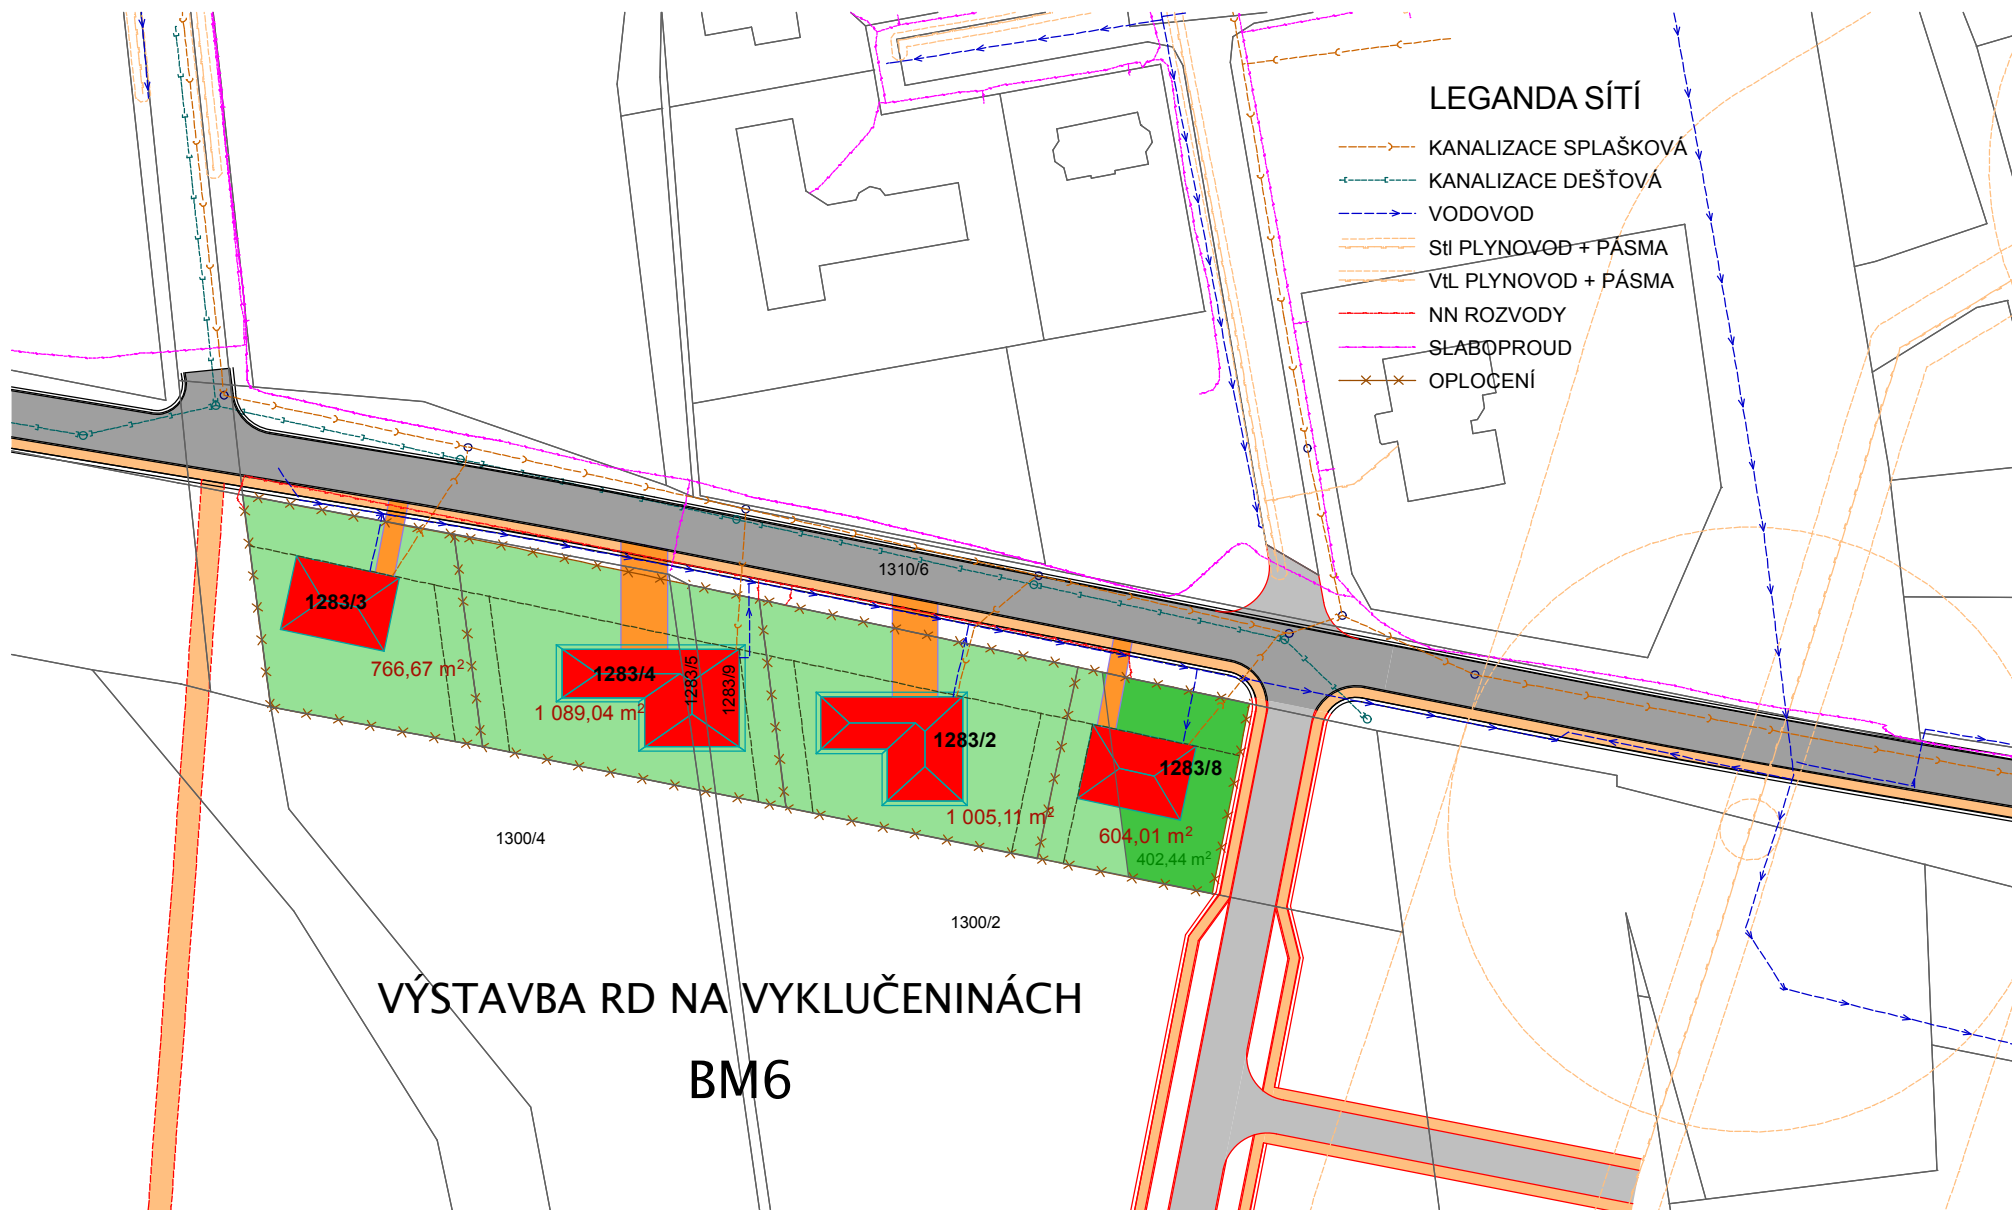 LEGANDA SÍTÍ
KANALIZACE SPLAŠKOVÁ
KANALIZACE DEŠŤOVÁ
VODOVOD
Stl PLYNOVOD + PÁSMA
VtL PLYNOVOD + PÁSMA
NN ROZVODY
SLABOPROUD
OPLOCENÍ
1310/6
1283/3
766,67 m²
1283/4
1283/5
1283/9
1 089,04 m²
1283/2
1 005,11 m²
1283/8
604,01 m²
402,44 m²
1300/4
1300/2
VÝSTAVBA RD NA VYKLUČENINÁCH
BM6